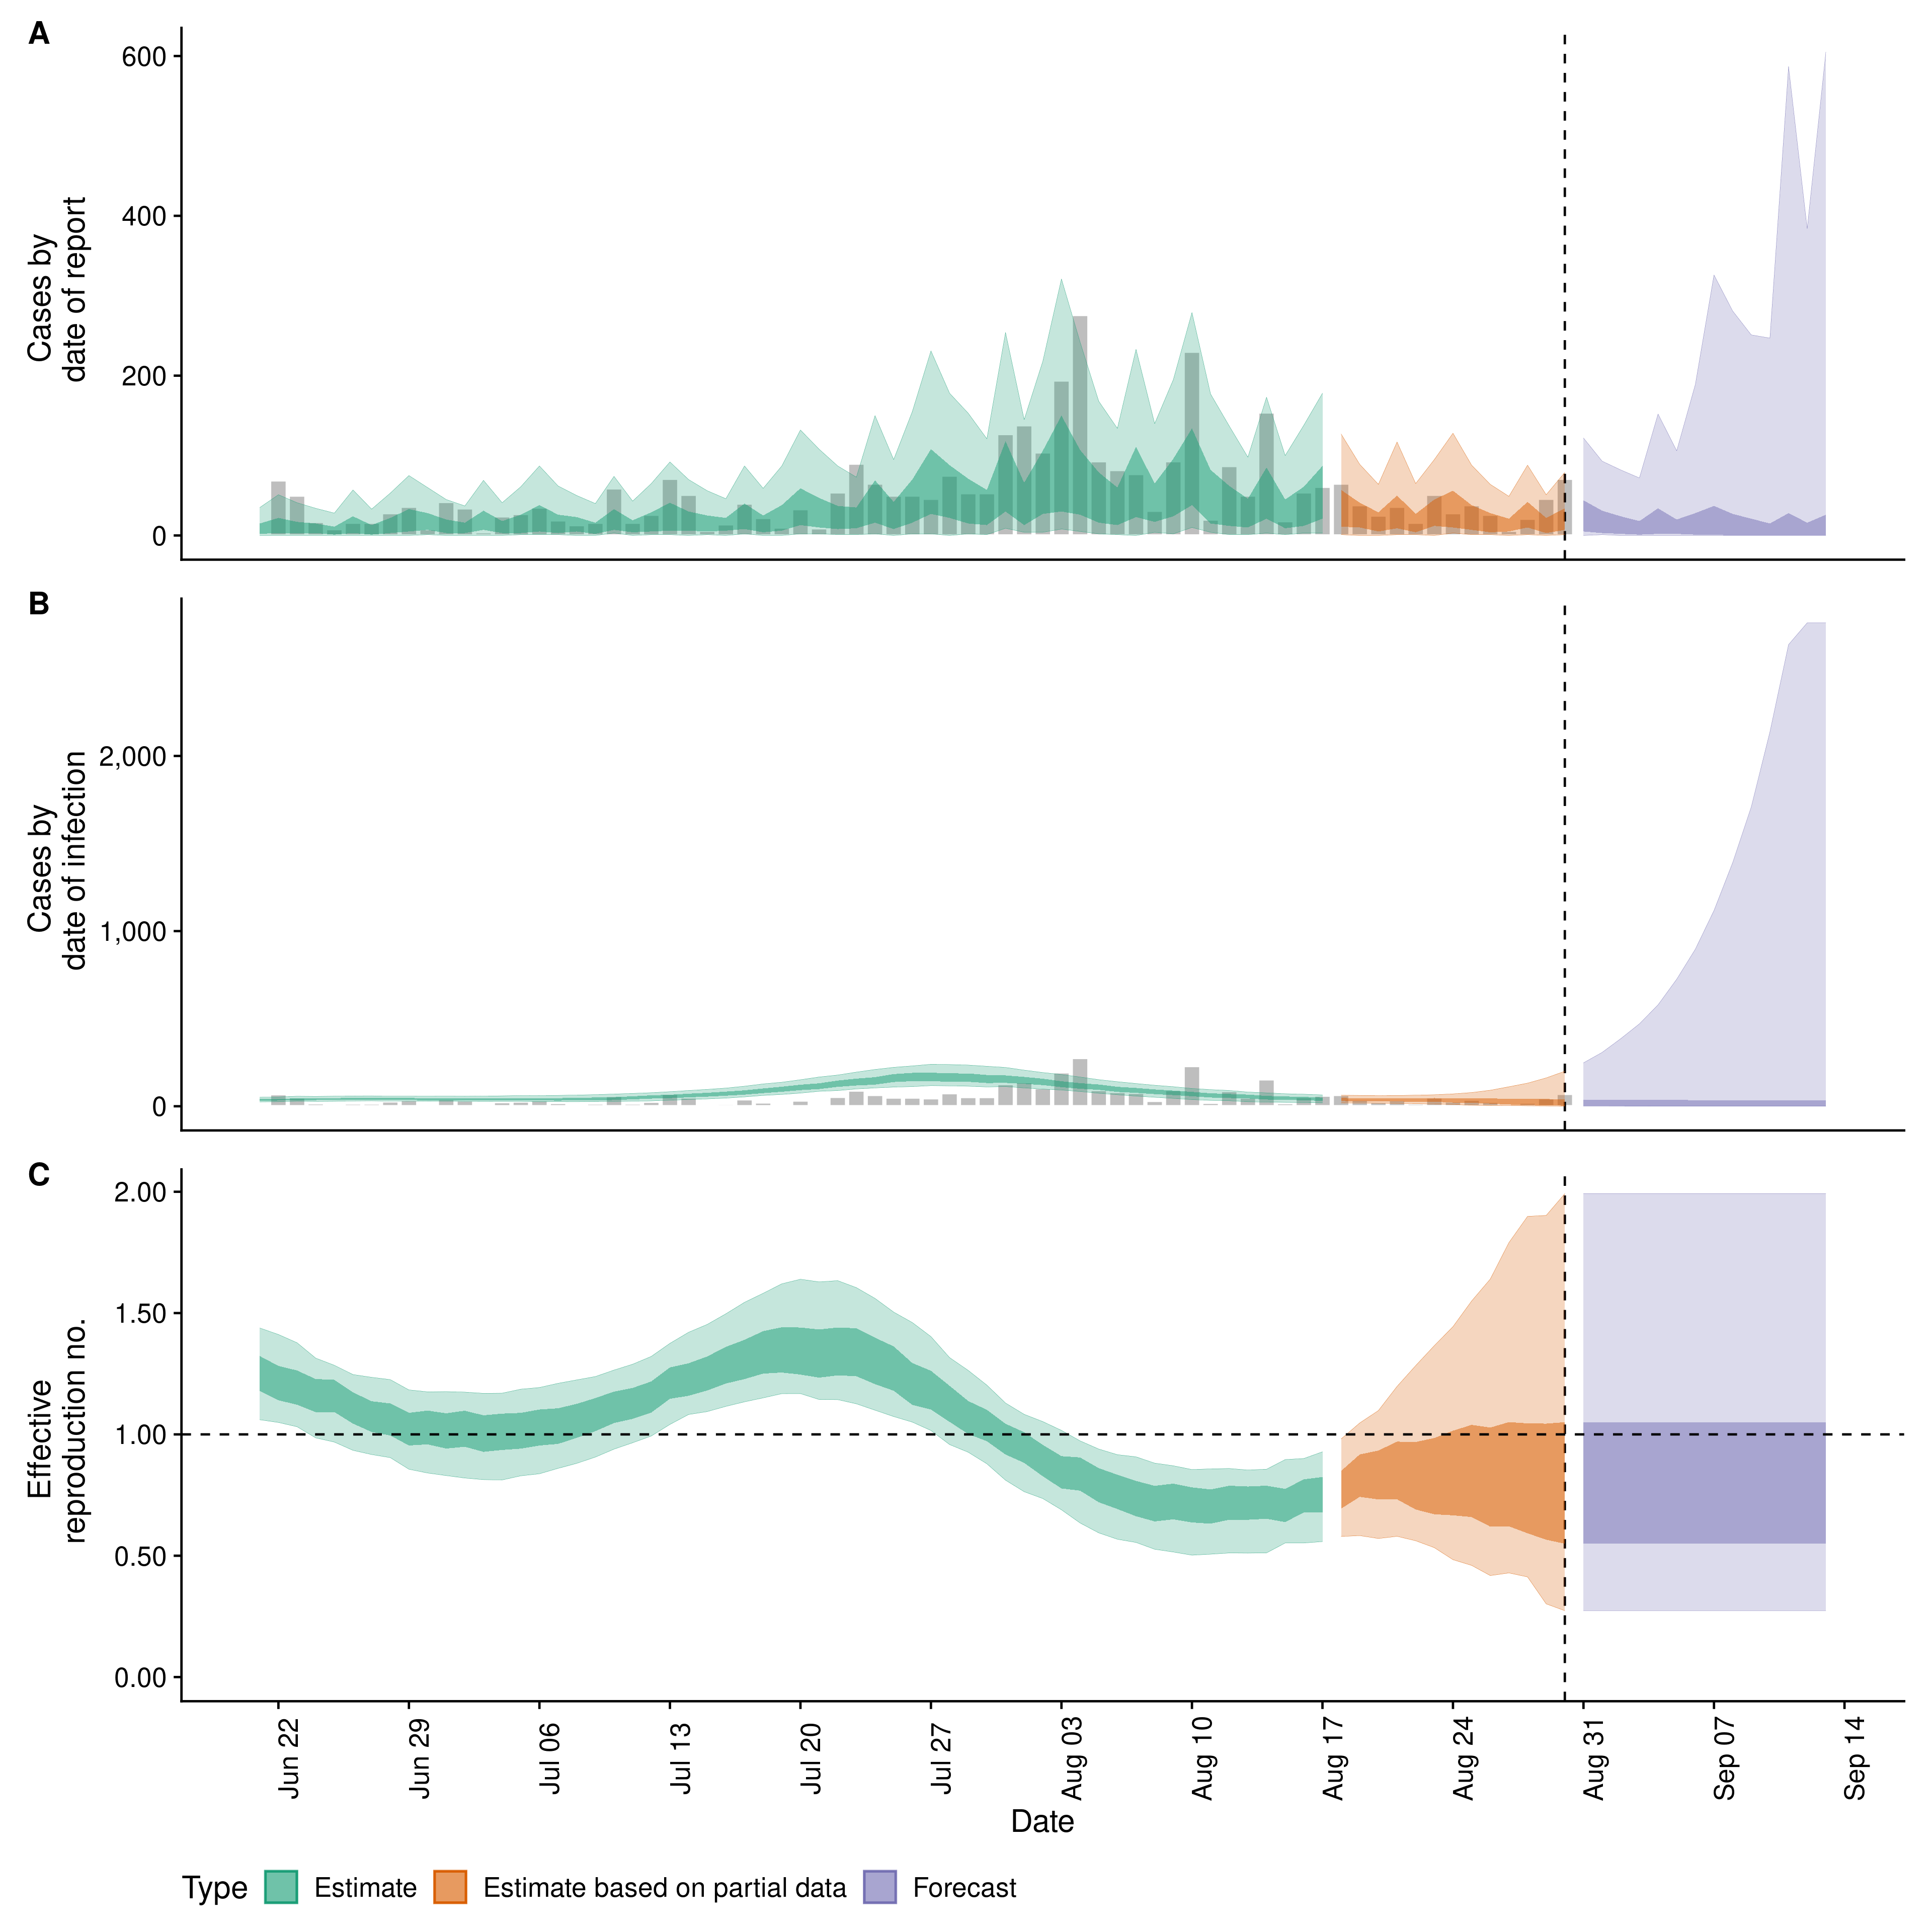 A
Cases by
date of report
600
400
200
0
B
Cases by
date of infection
2,000
1,000
0
C
Effective
reproduction no.
2.00
1.50
1.00
0.50
0.00
Jun 22
Jun 29
Jul 06
Jul 13
Jul 20
Jul 27
Aug 03
Aug 10
Aug 17
Aug 24
Aug 31
Sep 07
Sep 14
Date
Type Estimate Estimate based on partial data Forecast